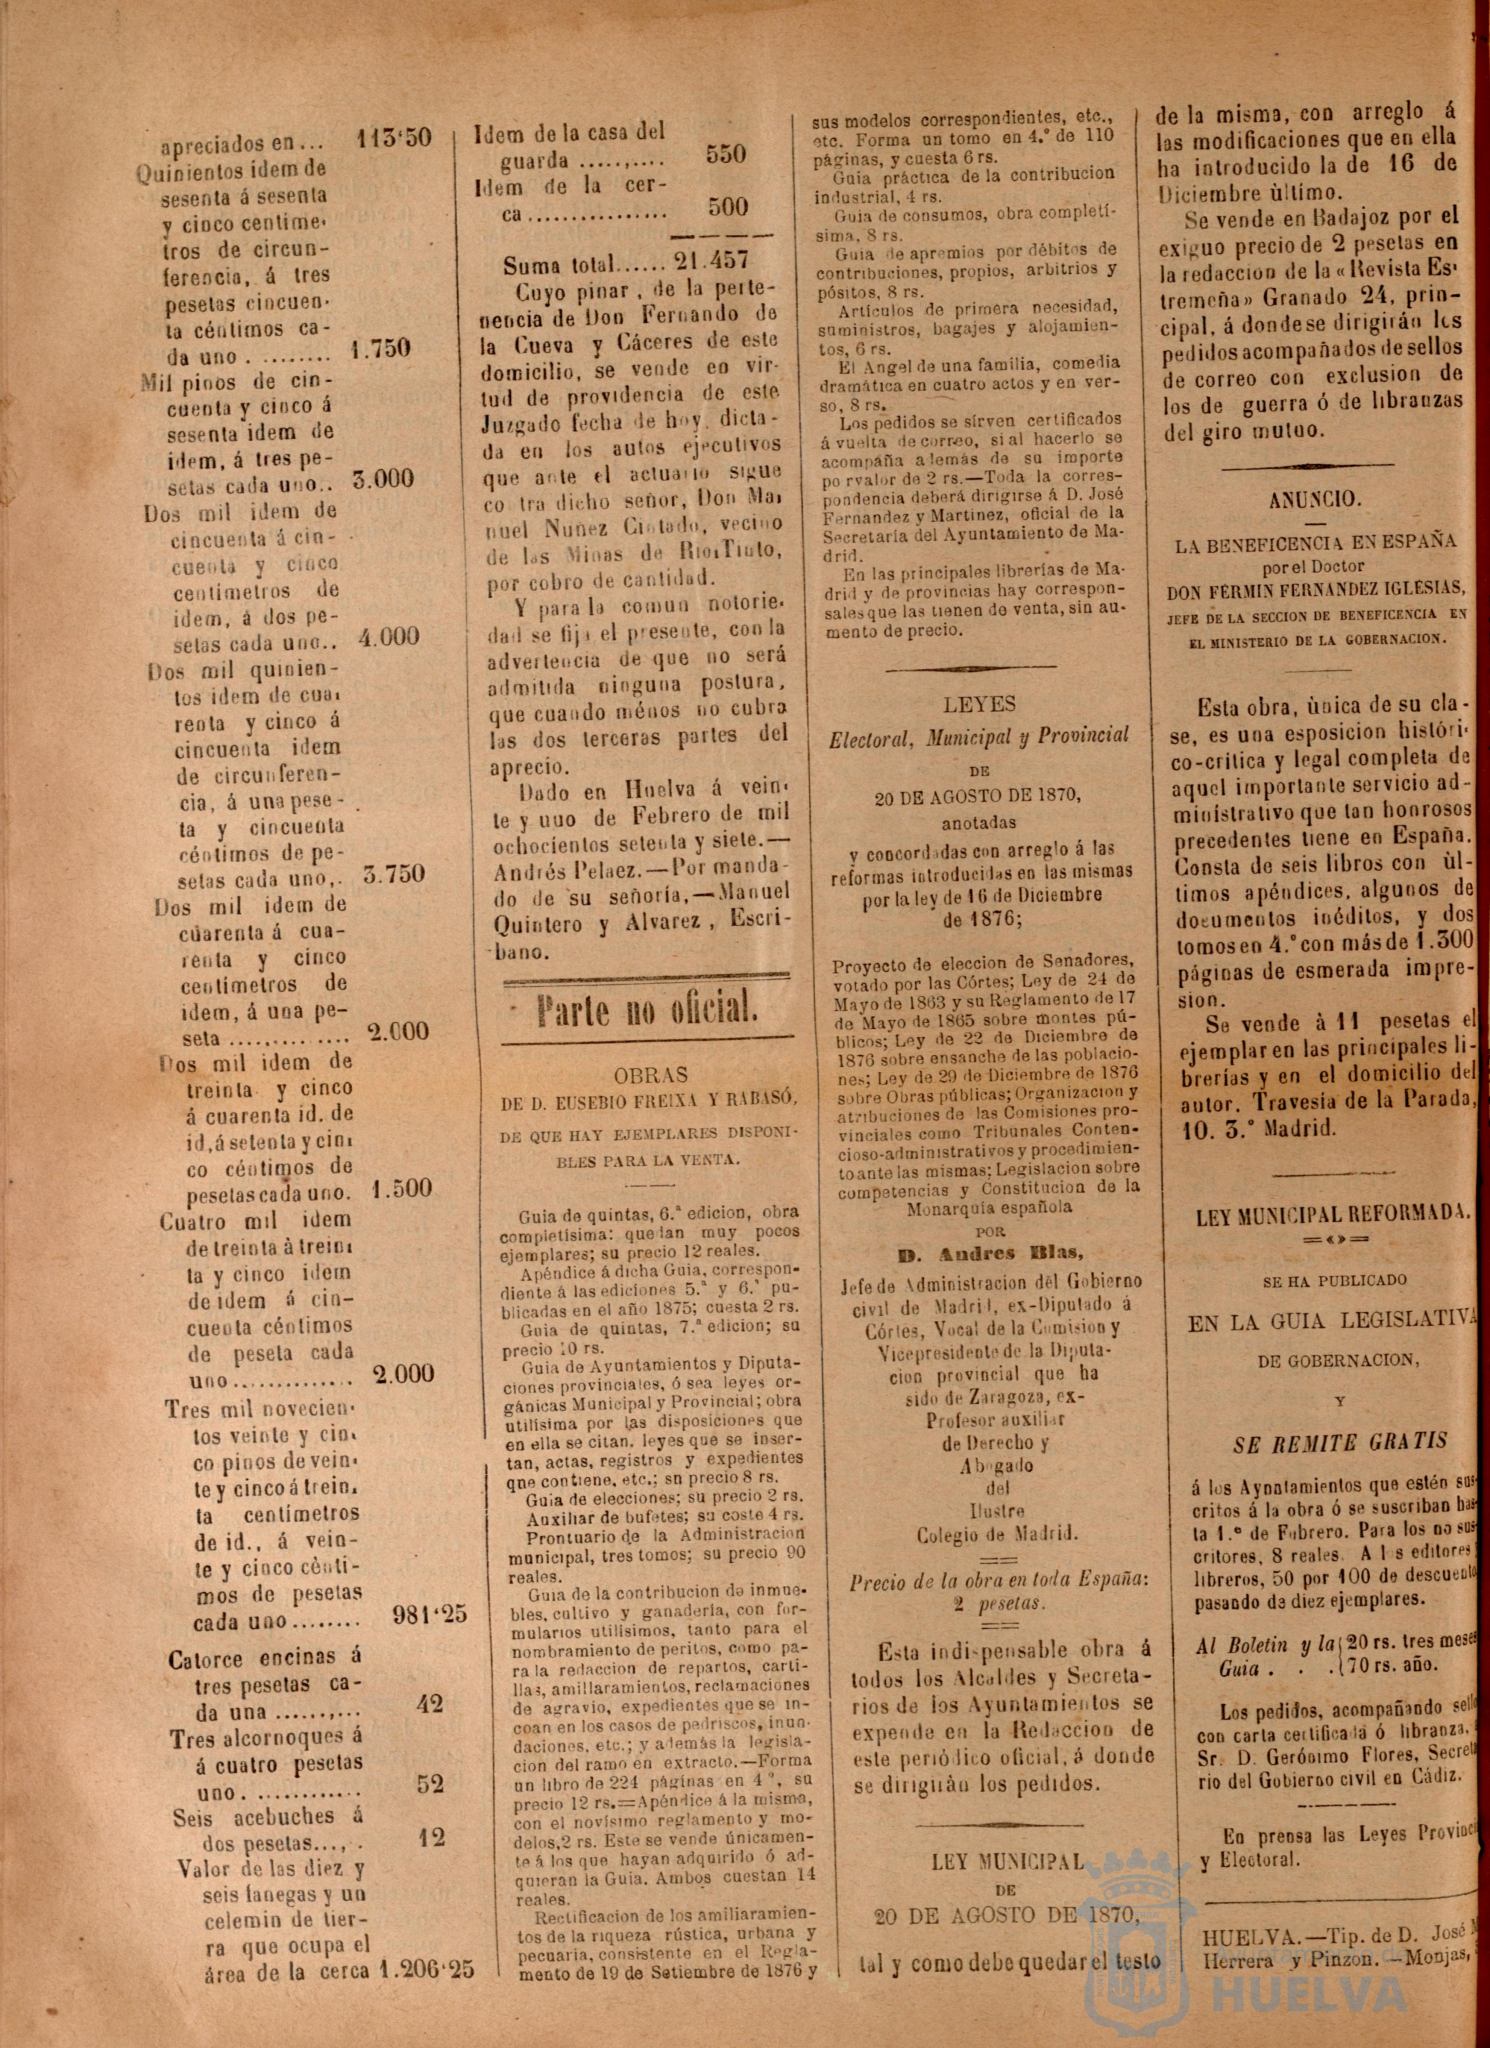 apreciados en... 113‘50
Quinientos idem de
sesenta á sesenta
y cinco centíme-
tros de circun-
ferencia, á tres
pesetas cincuen-
ta céntimos ca-
da uno . ......... 1.750
Mil pinos de cin-
cuenta y cinco á
sesenta idem de
idem, á tres pe-
setas cada uno.. 3.000
Dos mil idem de
cincuenta á cin-
cuenta y cinco
centímetros de
idem, á dos pe-
setas cada uno.. 4.000
Dos mil quinien-
tos idem de cua-
renta y cinco á
cincuenta idem
de circunferen-
cia, á una pese-
ta y cincuenta
céntimos de pe-
setas cada uno,. 3.750
Dos mil idem de
cuarenta á cua-
renta y cinco
centímetros de
idem, á una pe-
seta .............. 2.000
Dos mil idem de
treinta y cinco
á cuarenta id. de
id, á setenta y cin-
co céntimos de
pesetas cada uno. 1.500
Cuatro mil idem
de treinta à trein-
ta y cinco idem
de idem á cin-
cuenta céntimos
de peseta cada
uno.............. 2.000
Tres mil novecien-
tos veinte y cin-
co pinos de vein-
te y cinco á trein-
ta centímetros
de id., á vein-
te y cinco cénti-
mos de pesetas
cada uno........ 981‘25
Catorce encinas á
tres pesetas ca-
da una ......,... 42
Tres alcornoques á
á cuatro pesetas
uno. ............ 52
Seis acebuches á
dos pesetas...,. 12
Valor de las diez y
seis fanegas y un
celemin de tier-
ra que ocupa el
área de la cerca 1.206‘25
Idem de la casa del
guarda .....,.... 550
Idem de la cer-
ca................ 500
Suma total...... 21.457
Cuyo pinar, de la perte-
nencia de Don Fernando de
la Cueva y Cáceres de este
domicilio, se vende en vir-
tud de providencia de este
Juzgado fecha de hoy, dicta-
da en los autos ejecutivos
que ante el actuario sigue
co tra dicho señor, Don Ma-
nuel Nuñez Cintado, vecino
de las Minas de Rio-Tinto,
por cobro de cantidad.
Y para la comun notorie-
dad se fija el presente, con la
advertencia de que no será
admitida ninguna postura,
que cuando ménos no cubra
las dos terceras partes del
aprecio.
Dado en Huelva á vein-
te y uno de Febrero de mil
ochocientos setenta y siete.—
Andrés Pelaez.—Por manda-
do de su señoría,—Manuel
Quintero y Alvarez, Escri-
bano.
Parte no oficial.
OBRAS
DE D. EUSEBIO FREIXA Y RABASÓ,
DE QUE HAY EJEMPLARES DISPONI-
BLES PARA LA VENTA.
Guia de quintas, 6.ª edicion, obra
completísima: quedan muy pocos
ejemplares; su precio 12 reales.
Apéndice á dicha Guia, correspon-
diente á las ediciones 5.ª y 6.ª pu-
blicadas en el año 1875; cuesta 2 rs.
Guia de quintas, 7.ª edicion; su
precio 10 rs.
Guia de Ayuntamientos y Diputa-
ciones provinciales, ó sea leyes or-
gánicas Municipal y Provincial; obra
utilísima por las disposiciones que
en ella se citan, leyes que se inser-
tan, actas, registros y expedientes
que contiene, etc.; sn precio 8 rs.
Guia de elecciones; su precio 2 rs.
Auxiliar de bufetes; su coste 4 rs.
Prontuario de la Administracion
municipal, tres tomos; su precio 90
reales.
Guia de la contribucion de inmue-
bles, cultivo y ganadería, con for-
mularios utilísimos, tanto para el
nombramiento de peritos, como pa-
ra la redaccion de repartos, carti-
llas, amillaramientos, reclamaciones
de agravio, expedientes que se in-
coan en los casos de pedriscos, inun-
daciones, etc.; y además la legisla-
cion del ramo en extracto.—Forma
un libro de 224 páginas en 4.º, su
precio 12 rs.=Apéndice á la misma,
con el novísimo reglamento y mo-
delos, 2 rs. Este se vende únicamen-
te á los que hayan adquirido ó ad-
quieran la Guia. Ambos cuestan 14
reales.
Rectificacion de los amiliaramien-
tos de la riqueza rústica, urbana y
pecuaria, consistente en el Regla-
mento de 19 de Setiembre de 1876 y
sus modelos correspondientes, etc.,
etc. Forma un tomo en 4.º de 110
páginas, y cuesta 6 rs.
Guia práctica de la contribucion
industrial, 4 rs.
Guia de consumos, obra completí-
sima, 8 rs.
Guia de apremios por débitos de
contribuciones, propios, arbitrios y
pósitos, 8 rs.
Artículos de primera necesidad,
suministros, bagajes y alojamien-
tos, 6 rs.
El Angel de una familia, comedia
dramática en cuatro actos y en ver-
so, 8 rs.
Los pedidos se sirven certificados
á vuelta de correo, si al hacerlo se
acompáña además de su importe
po rvalor de 2 rs.—Toda la corres-
pondencia deberá dirigirse á D. José
Fernandez y Martinez, oficial de la
Secretaría del Ayuntamiento de Ma-
drid.
En las principales librerías de Ma-
drid y de provincias hay correspon-
sales que las tienen de venta, sin au-
mento de precio.
LEYES
Electoral, Municipal y Provincial
DE
20 DE AGOSTO DE 1870,
anotadas
y concordadas con arreglo á las
reformas introducidas en las mismas
por la ley de 16 de Diciembre
de 1876;
Proyecto de eleccion de Senadores,
votado por las Córtes; Ley de 24 de
Mayo de 1863 y su Reglamento de 17
de Mayo de 1865 sobre montes pú-
blicos; Ley de 22 de Diciembre de
1876 sobre ensanche de las poblacio-
nes; Ley de 29 de Diciembre de 1876
sobre Obras públicas; Organizacion y
atribuciones de las Comisiones pro-
vinciales como Tribunales Conten-
cioso-administrativos y procedimien-
to ante las mismas; Legislacion sobre
competencias y Constitucion de la
Monarquía española
POR
D. Andres Blas,
Jefe de Administracion del Gobierno
civil de Madrid, ex-Diputado á
Córtes, Vocal de la Comision y
Vicepresidente de la Diputa-
cion provincial que ha
sido de Zaragoza, ex-
Profesor auxiliar
de Derecho y
Abogado
del
Ilustre
Colegio de Madrid.
Precio de la obra en toda España:
2 pesetas.
Esta indispensable obra á
todos los Alcaldes y Secreta-
rios de los Ayuntamientos se
expende en la Redaccion de
este periódico oficial, á donde
se dirigirán los pedidos.
LEY MUNICIPAL
DE
20 DE AGOSTO DE 1870,
tal y como debe quedar el testo
de la misma, con arreglo á
las modificaciones que en ella
ha introducido la de 16 de
Diciembre ùltimo.
Se vende en Badajoz por el
exiguo precio de 2 pesetas en
la redaccion de la «Revista Es-
tremeña» Granado 24, prin-
cipal, á donde se dirigirán los
pedidos acompañados de sellos
de correo con exclusion de
los de guerra ó de libranzas
del giro mutuo.
ANUNCIO.
LA BENEFICENCIA EN ESPAÑA
por el Doctor
DON FÉRMIN FERNANDEZ IGLESIAS,
JEFE DE LA SECCION DE BENEFICENCIA EN
EL MINISTERIO DE LA GOBERNACION.
Esta obra, ùnica de su cla-
se, es una esposicion históri-
co-crítica y legal completa de
aquel importante servicio ad-
ministrativo que tan honrosos
precedentes tiene en España.
Consta de seis libros con ùl-
timos apéndices, algunos de
documentos inéditos, y dos
tomos en 4.º con más de 1.300
páginas de esmerada impre-
sion.
Se vende à 11 pesetas el
ejemplar en las principales li-
brerías y en el domicilio del
autor. Travesia de la Parada,
10. 3.º Madrid.
LEY MUNICIPAL REFORMADA.
=«»=
SE HA PUBLICADO
EN LA GUIA LEGISLATIVA
DE GOBERNACION,
Y
SE REMITE GRATIS
á los Ayuntamientos que estén sus
critos á la obra ó se suscriban has
ta 1.º de Febrero. Para los no sus
critores, 8 reales. A l s editores
libreros, 50 por 100 de descuento
pasando de diez ejemplares.
Al Boletin y la { 20 rs. tres meses
Guia . . . { 70 rs. año.
Los pedidos, acompañando sello
con carta certificada ó libranza,
Sr. D. Gerónimo Flores, Secreta
rio del Gobierno civil en Cádiz.
En prensa las Leyes Provinci
y Electoral.
HUELVA.—Tip. de D. José
Herrera y Pinzon.—Monjas,
HUELVA